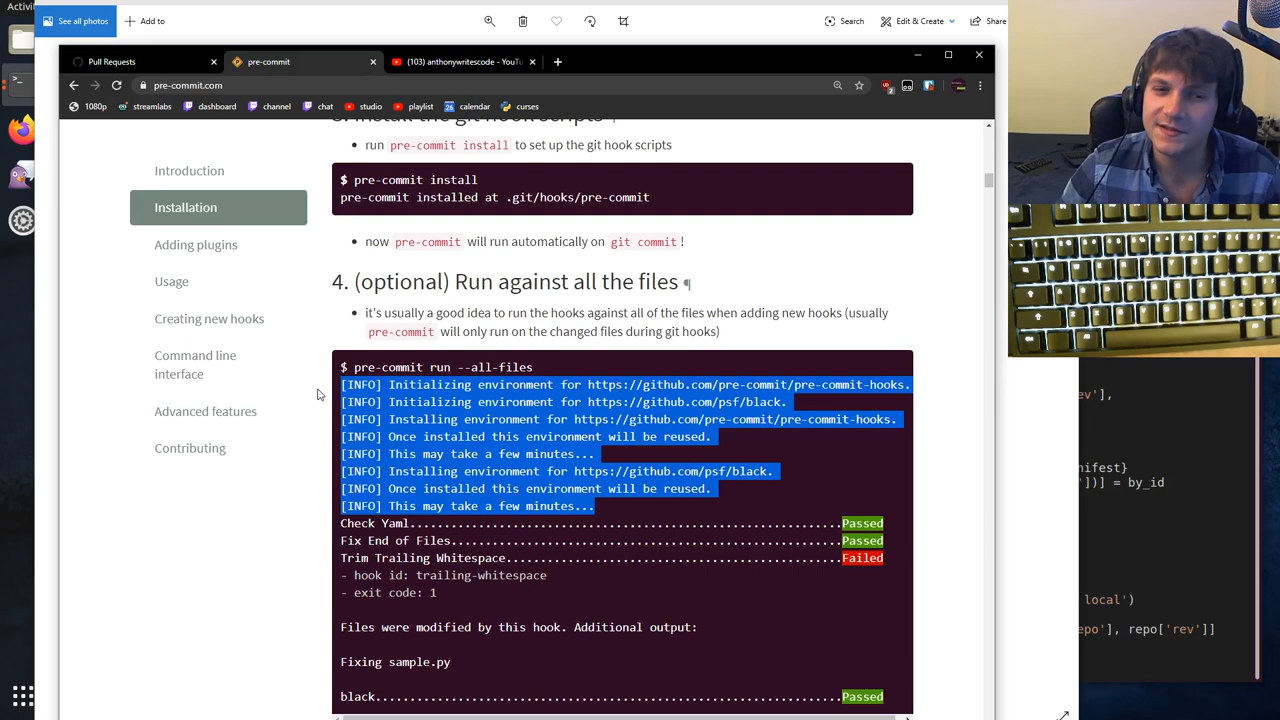 Activi
See all photos
Add to
Search
Edit & Create
Share
Pull Requests
pre-commit
(103) anthonywritescode - YouTu
pre-commit.com
1080p
streamlabs
dashboard
channel
chat
studio
playlist
26
calendar
curses
3. Install the git hook scripts ¶
Introduction
Installation
Adding plugins
Usage
Creating new hooks
Command line
interface
Advanced features
Contributing
• run pre-commit install to set up the git hook scripts
$ pre-commit install
pre-commit installed at .git/hooks/pre-commit
• now pre-commit will run automatically on git commit!
4. (optional) Run against all the files ¶
• it's usually a good idea to run the hooks against all of the files when adding new hooks (usually
pre-commit will only run on the changed files during git hooks)
$ pre-commit run --all-files
[INFO] Initializing environment for https://github.com/pre-commit/pre-commit-hooks.
[INFO] Initializing environment for https://github.com/psf/black.
[INFO] Installing environment for https://github.com/pre-commit/pre-commit-hooks.
[INFO] Once installed this environment will be reused.
[INFO] This may take a few minutes...
[INFO] Installing environment for https://github.com/psf/black.
[INFO] Once installed this environment will be reused.
[INFO] This may take a few minutes...
Check Yaml...............................................................Passed
Fix End of Files.........................................................Passed
Trim Trailing Whitespace.................................................Failed
- hook id: trailing-whitespace
- exit code: 1
Files were modified by this hook. Additional output:
Fixing sample.py
black....................................................................Passed
ev'],
nifest}
'])] = by_id
local')
epo'], repo['rev']]